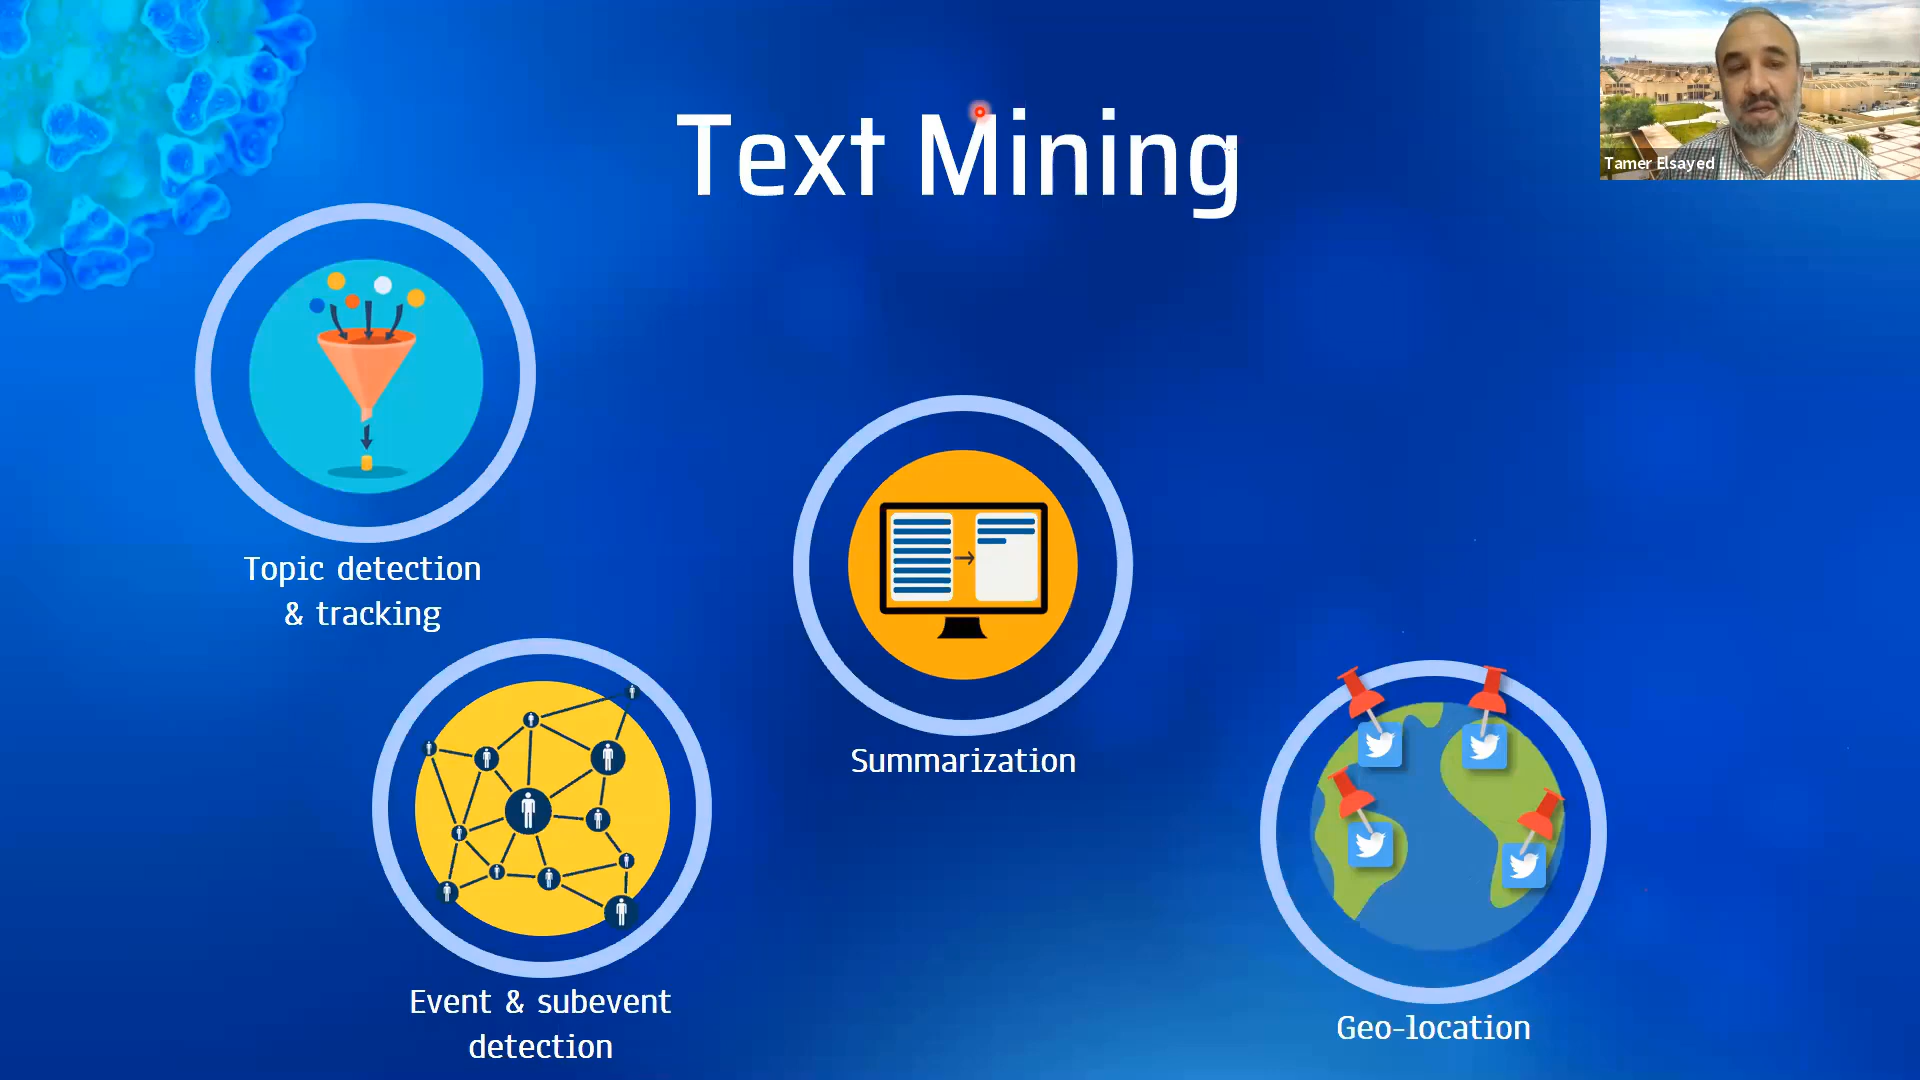 Text Mining
Tamer Elsayed
Topic detection
& tracking
Summarization
Event & subevent
detection
Geo-location